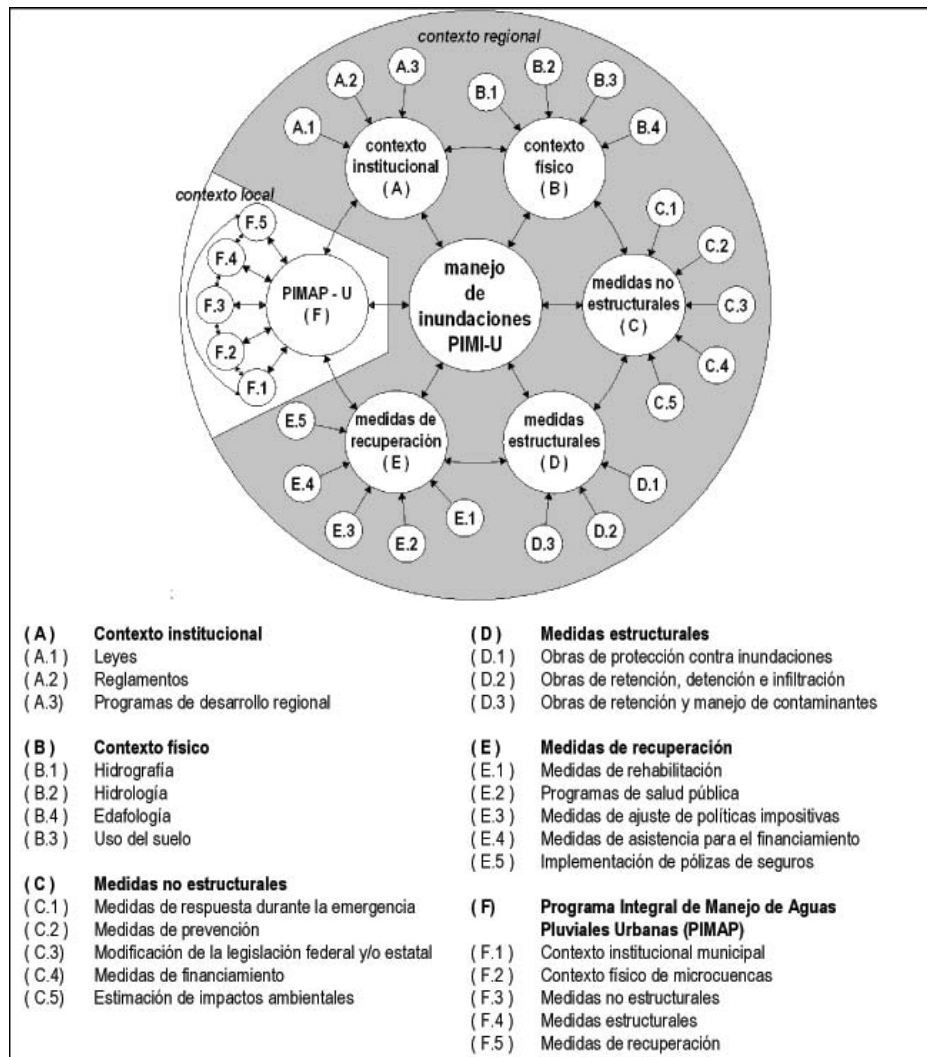 contexto regional
A.3
A.2
A.1
B.2
B.1
B.3
B.4
contexto
institucional
( A )
contexto
físico
( B )
contexto local
F.5
F.4
F.3
F.2
F.1
PIMAP - U
( F )
manejo
de
inundaciones
PIMI-U
medidas no
estructurales
( C )
C.1
C.2
C.3
C.4
C.5
medidas de
recuperación
( E )
medidas
estructurales
( D )
E.5
E.4
E.3
E.2
E.1
D.1
D.2
D.3
( A ) Contexto institucional
( A.1 ) Leyes
( A.2 ) Reglamentos
( A.3) Programas de desarrollo regional
( B ) Contexto físico
( B.1 ) Hidrografía
( B.2 ) Hidrología
( B.4 ) Edafología
( B.3 ) Uso del suelo
( C ) Medidas no estructurales
( C.1 ) Medidas de respuesta durante la emergencia
( C.2 ) Medidas de prevención
( C.3 ) Modificación de la legislación federal y/o estatal
( C.4 ) Medidas de financiamiento
( C.5) Estimación de impactos ambientales
( D ) Medidas estructurales
( D.1 ) Obras de protección contra inundaciones
( D.2 ) Obras de retención, detención e infiltración
( D.3 ) Obras de retención y manejo de contaminantes
( E ) Medidas de recuperación
( E.1 ) Medidas de rehabilitación
( E.2 ) Programas de salud pública
( E.3 ) Medidas de ajuste de políticas impositivas
( E.4 ) Medidas de asistencia para el financiamiento
( E.5 ) Implementación de pólizas de seguros
( F) Programa Integral de Manejo de Aguas
Pluviales Urbanas (PIMAP)
( F.1 ) Contexto institucional municipal
( F.2 ) Contexto físico de microcuencas
( F.3 ) Medidas no estructurales
( F.4 ) Medidas estructurales
( F.5 ) Medidas de recuperación